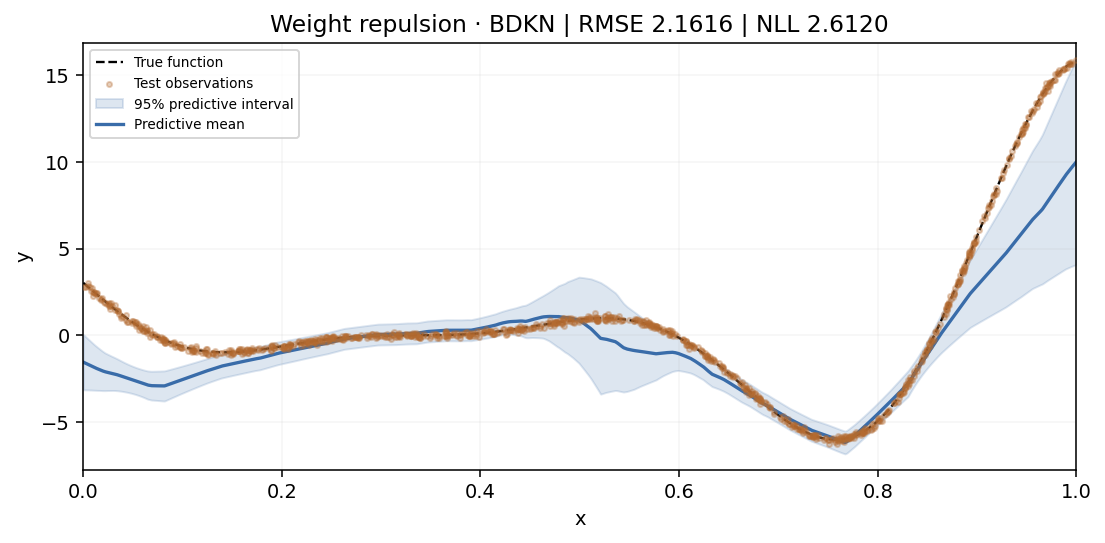 Weight repulsion · BDKN | RMSE 2.1616 | NLL 2.6120
True function
Test observations
95% predictive interval
Predictive mean
15
10
5
0
−5
y
0.0 0.2 0.4 0.6 0.8 1.0
x